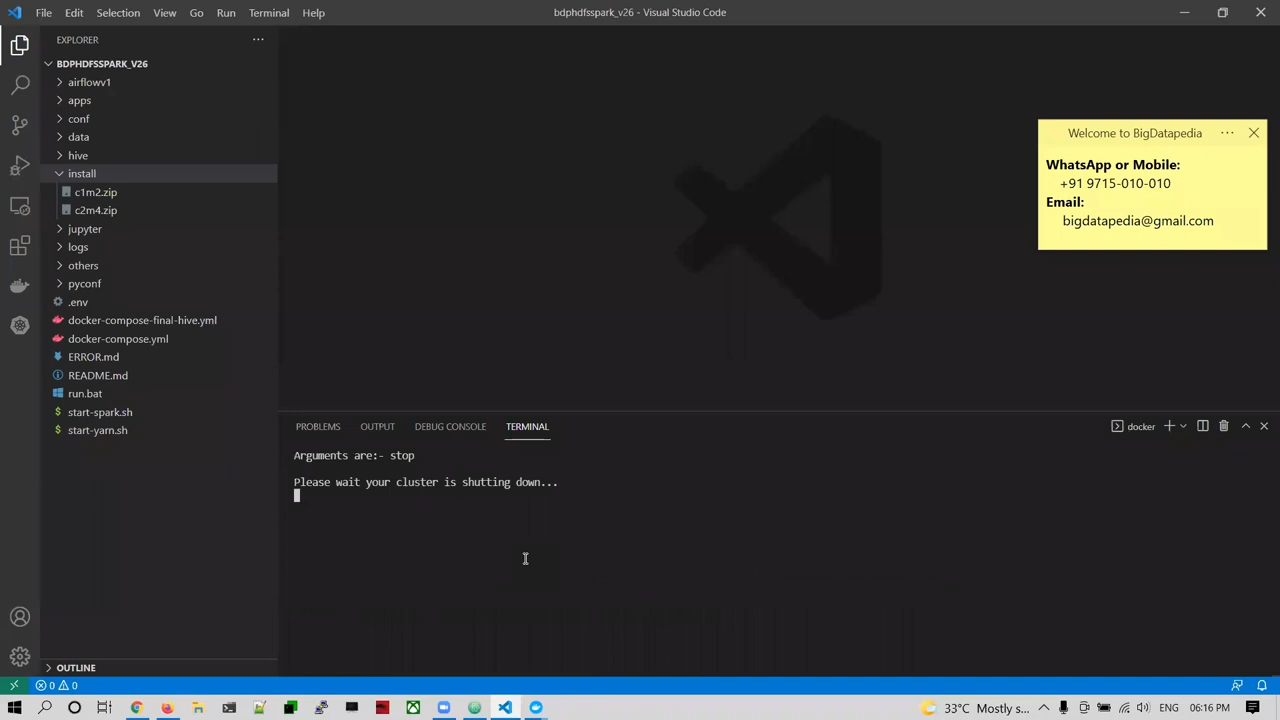 File Edit Selection View Go Run Terminal Help
bdphdfsspark_v26 - Visual Studio Code
EXPLORER
BDPHDFSSPARK_V26
airflowv1
apps
conf
data
hive
install
c1m2.zip
c2m4.zip
jupyter
logs
others
pyconf
.env
docker-compose-final-hive.yml
docker-compose.yml
ERROR.md
README.md
run.bat
start-spark.sh
start-yarn.sh
OUTLINE
Welcome to BigDatapedia
WhatsApp or Mobile:
+91 9715-010-010
Email:
bigdatapedia@gmail.com
PROBLEMS OUTPUT DEBUG CONSOLE TERMINAL
docker
Arguments are:- stop
Please wait your cluster is shutting down...
0 0
33°C Mostly s... ENG 06:16 PM